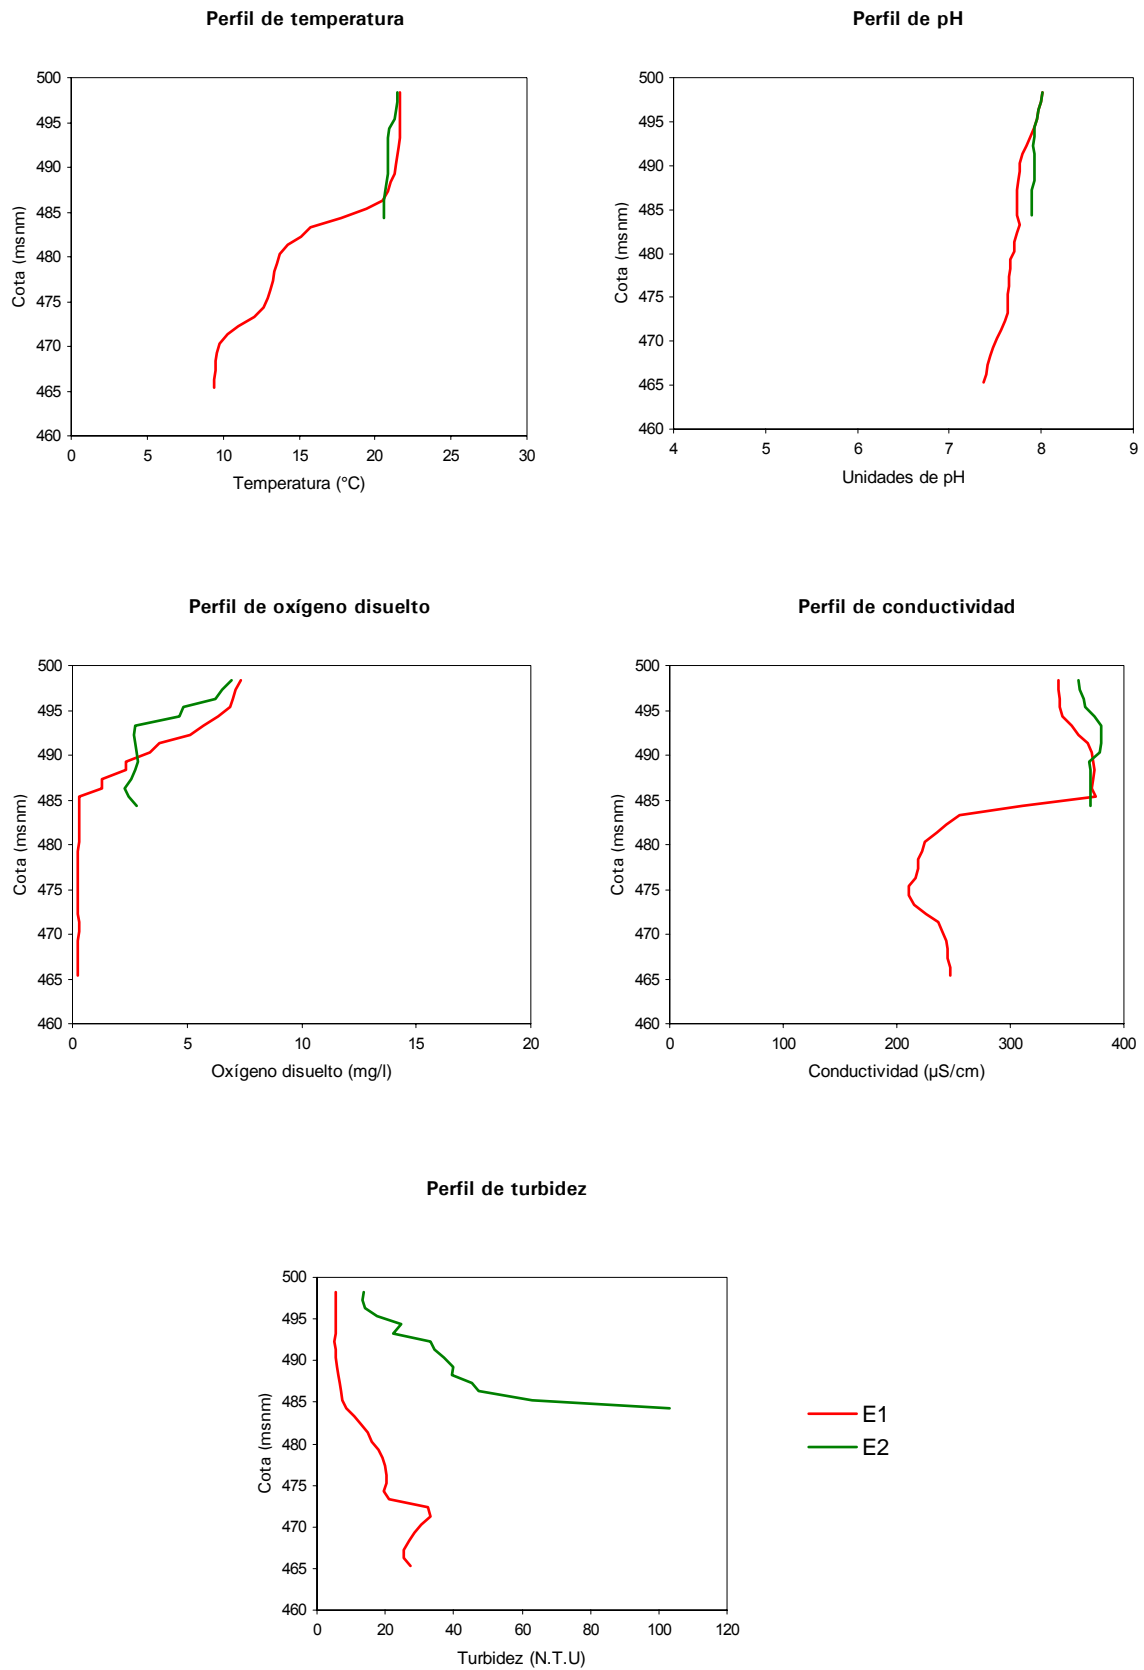 Perfil de temperatura
500
495
490
485
480
475
470
465
460
Cota (msnm)
0 5 10 15 20 25 30
Temperatura (°C)
Perfil de pH
500
495
490
485
480
475
470
465
460
Cota (msnm)
4 5 6 7 8 9
Unidades de pH
Perfil de oxígeno disuelto
500
495
490
485
480
475
470
465
460
Cota (msnm)
0 5 10 15 20
Oxígeno disuelto (mg/l)
Perfil de conductividad
500
495
490
485
480
475
470
465
460
Cota (msnm)
0 100 200 300 400
Conductividad (µS/cm)
Perfil de turbidez
500
495
490
485
480
475
470
465
460
Cota (msnm)
0 20 40 60 80 100 120
Turbidez (N.T.U)
E1
E2